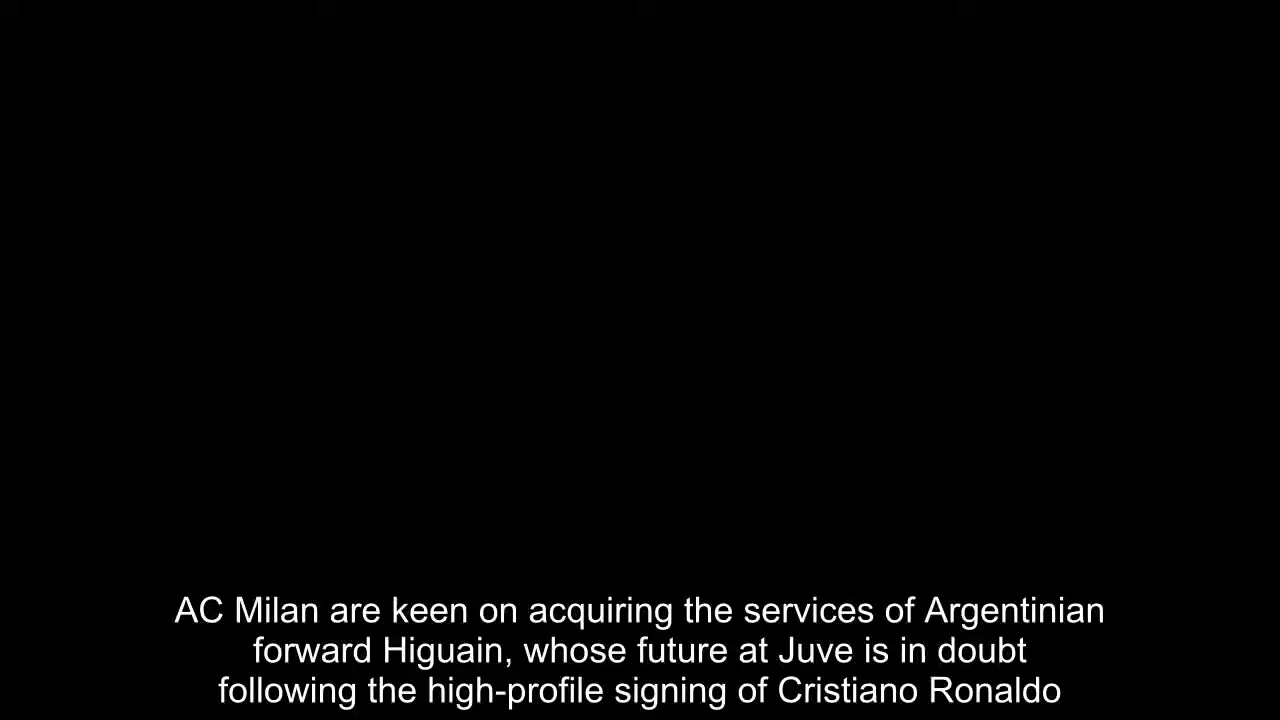 AC Milan are keen on acquiring the services of Argentinian
forward Higuain, whose future at Juve is in doubt
following the high-profile signing of Cristiano Ronaldo